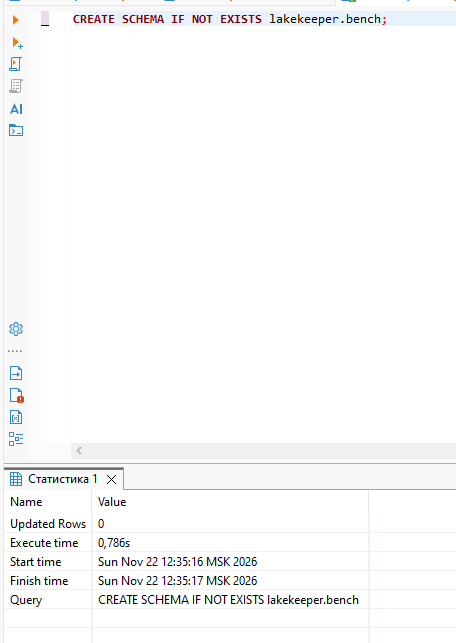 CREATE SCHEMA IF NOT EXISTS lakekeeper.bench;
AI
Статистика 1
Name Value
Updated Rows 0
Execute time 0,786s
Start time Sun Nov 22 12:35:16 MSK 2026
Finish time Sun Nov 22 12:35:17 MSK 2026
Query CREATE SCHEMA IF NOT EXISTS lakekeeper.bench